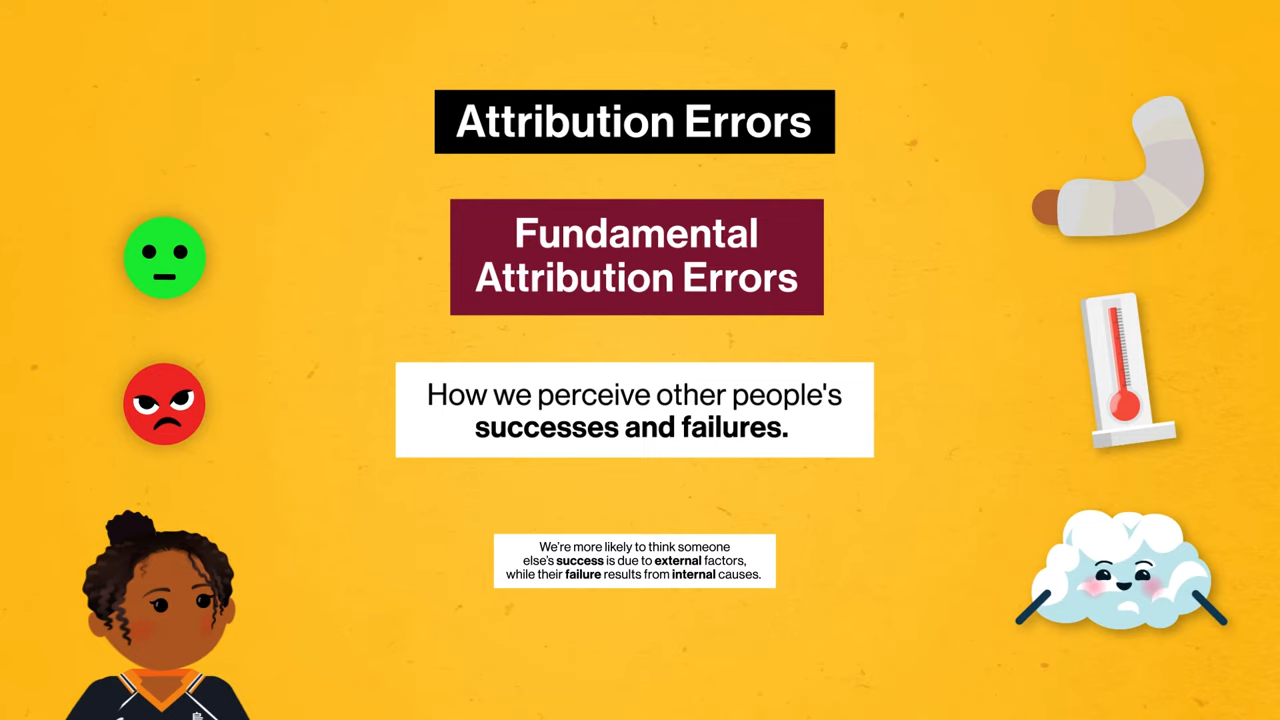 Attribution Errors
Fundamental
Attribution Errors
How we perceive other people's
successes and failures.
We're more likely to think someone
else's success is due to external factors,
while their failure results from internal causes.